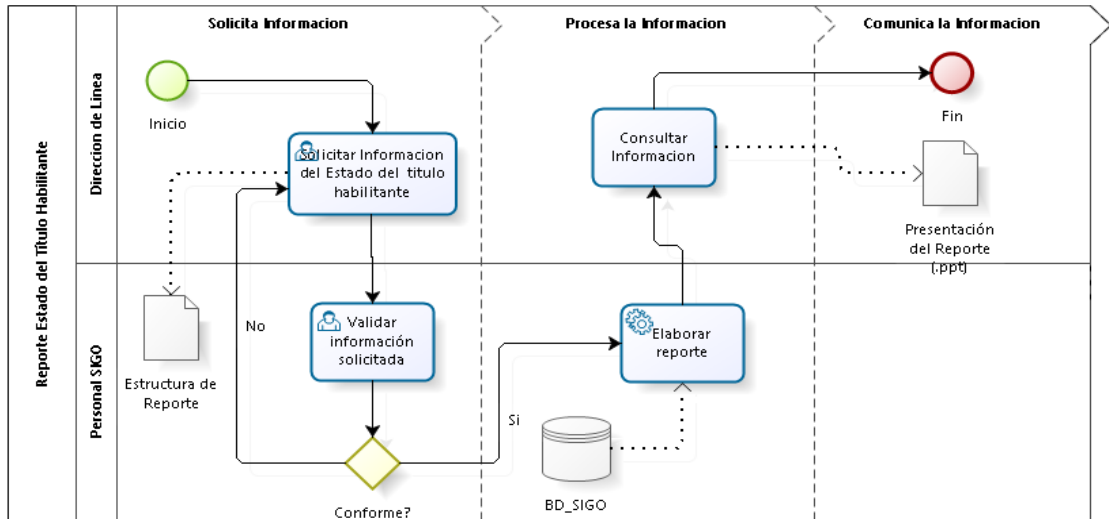 Solicita Informacion
Procesa la Informacion
Comunica la Informacion
Reporte Estado del Título Habilitante
Direccion de Linea
Personal SIGO
Inicio
Solicitar Informacion
del Estado del titulo
habilitante
Consultar
Informacion
Fin
Presentación
del Reporte
(.ppt)
Estructura de
Reporte
No
Validar
información
solicitada
Conforme?
Si
Elaborar
reporte
BD_SIGO